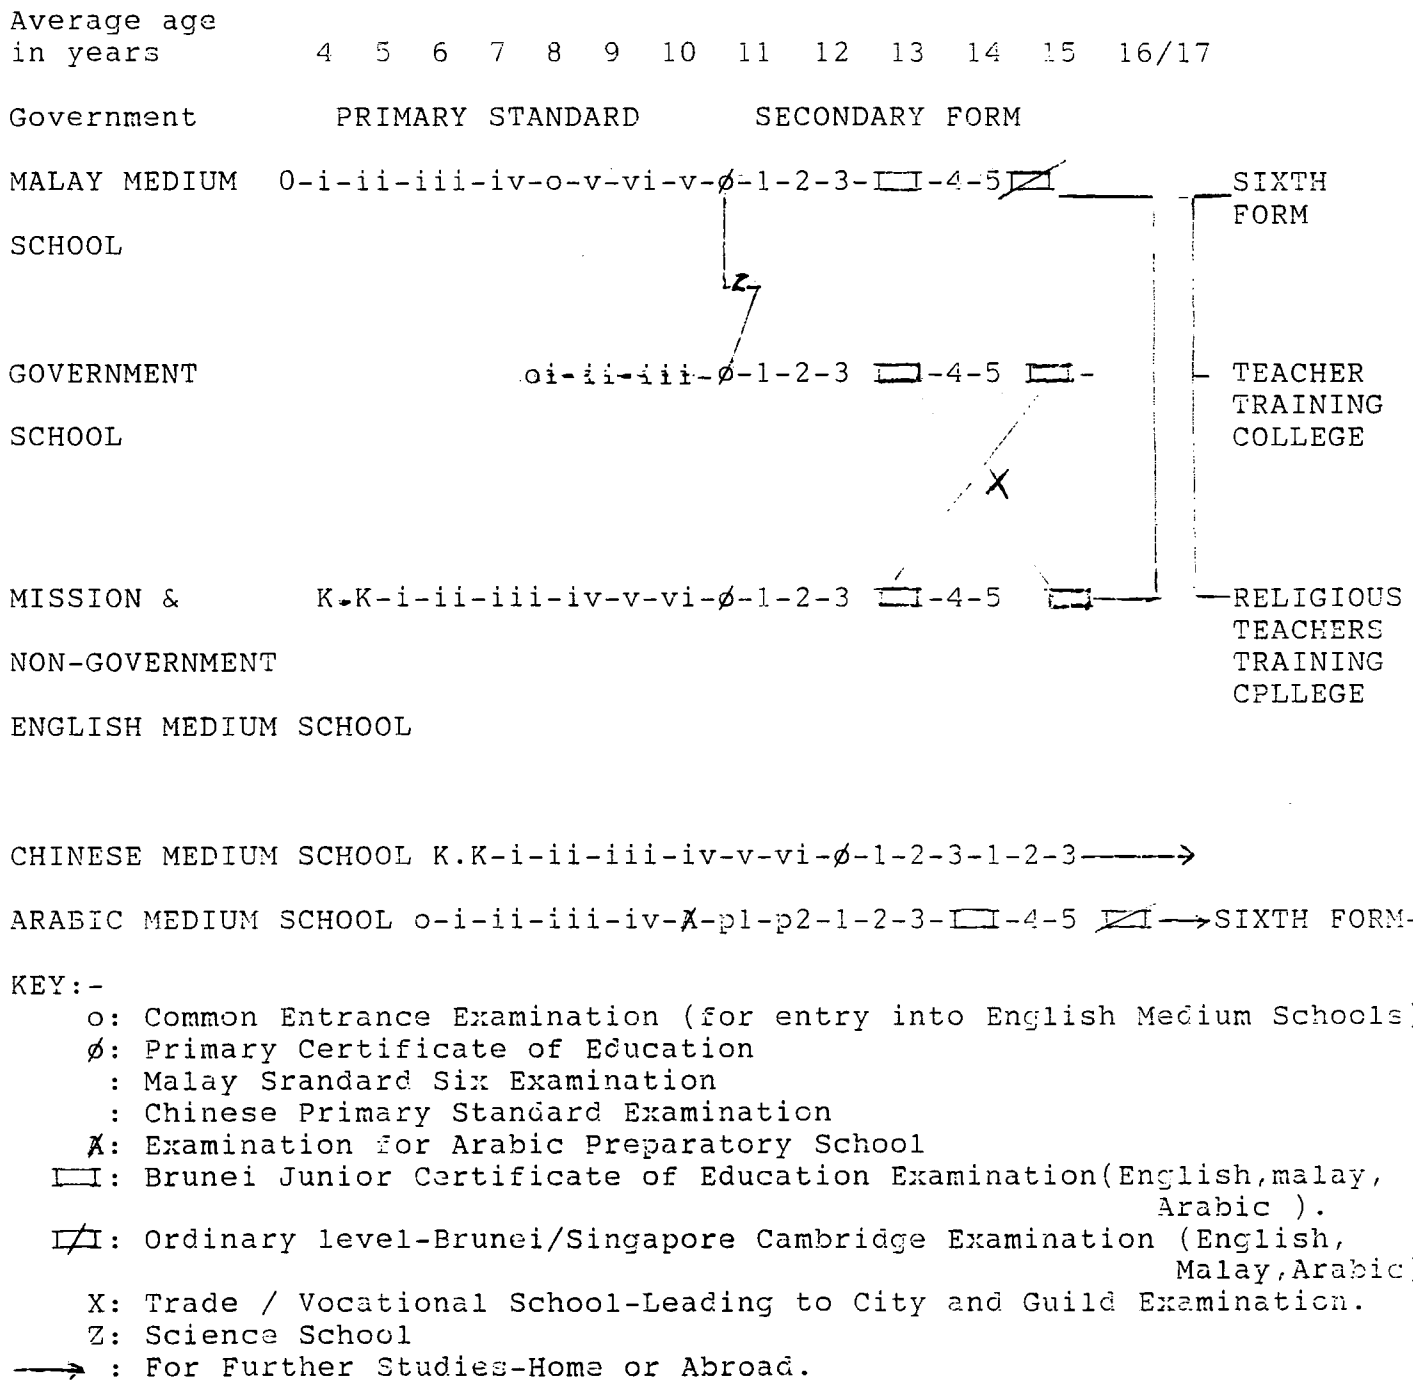 Average age
in years 4 5 6 7 8 9 10 11 12 13 14 15 16/17
Government PRIMARY STANDARD SECONDARY FORM
MALAY MEDIUM O-i-ii-iii-iv-o-v-vi-v-ø-1-2-3-▭-4-5 SIXTH
FORM
SCHOOL
Z
GOVERNMENT oi-ii-iii-ø-1-2-3 ▭-4-5 ▭- TEACHER
TRAINING
SCHOOL COLLEGE
X
MISSION & K.K-i-ii-iii-iv-v-vi-ø-1-2-3 ▭-4-5 ▭ RELIGIOUS
TEACHERS
NON-GOVERNMENT TRAINING
CPLLEGE
ENGLISH MEDIUM SCHOOL
CHINESE MEDIUM SCHOOL K.K-i-ii-iii-iv-v-vi-ø-1-2-3-1-2-3→
ARABIC MEDIUM SCHOOL o-i-ii-iii-iv-A̸-p1-p2-1-2-3-▭-4-5 →SIXTH FORM-
KEY:-
o: Common Entrance Examination (for entry into English Medium Schools)
ø: Primary Certificate of Education
: Malay Srandard Six Examination
: Chinese Primary Standard Examination
A̸: Examination for Arabic Preparatory School
▭: Brunei Junior Certificate of Education Examination(English,malay,
Arabic ).
: Ordinary level-Brunei/Singapore Cambridge Examination (English,
Malay,Arabic)
X: Trade / Vocational School-Leading to City and Guild Examination.
Z: Science School
→ : For Further Studies-Home or Abroad.